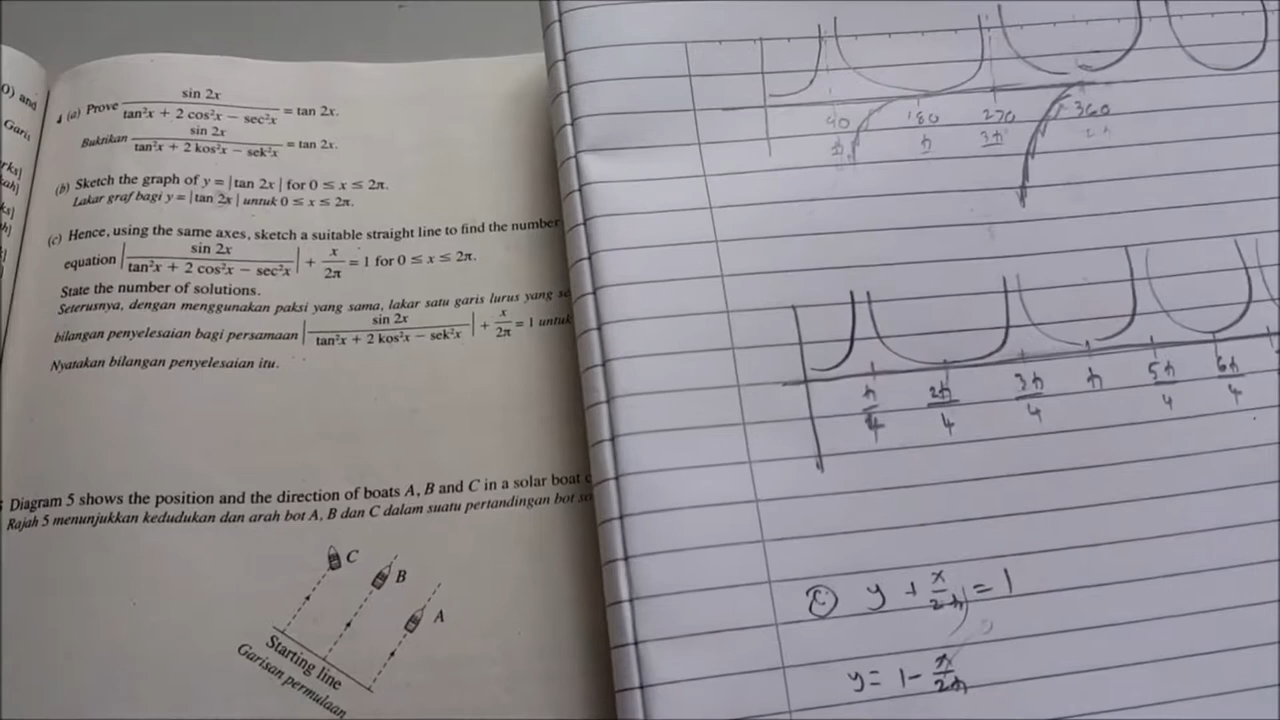 0) and
Garis
rks]
kah]
ks]
(a) Prove sin 2x / (tan²x + 2 cos²x − sec²x) = tan 2x.
Buktikan sin 2x / (tan²x + 2 kos²x − sek²x) = tan 2x.
(b) Sketch the graph of y = |tan 2x| for 0 ≤ x ≤ 2π.
Lakar graf bagi y = |tan 2x| untuk 0 ≤ x ≤ 2π.
(c) Hence, using the same axes, sketch a suitable straight line to find the number
equation |sin 2x / (tan²x + 2 cos²x − sec²x)| + x/2π = 1 for 0 ≤ x ≤ 2π.
State the number of solutions.
Seterusnya, dengan menggunakan paksi yang sama, lakar satu garis lurus yang se
bilangan penyelesaian bagi persamaan |sin 2x / (tan²x + 2 kos²x − sek²x)| + x/2π = 1 untuk
Nyatakan bilangan penyelesaian itu.
Diagram 5 shows the position and the direction of boats A, B and C in a solar boat
Rajah 5 menunjukkan kedudukan dan arah bot A, B dan C dalam suatu pertandingan bot
C
B
A
Starting line
Garisan permulaan
90 180 270 360
π/4 2π/4 3π/4 π 5π/4 6π/4
c) y + x/2π = 1
y = 1 − x/2π